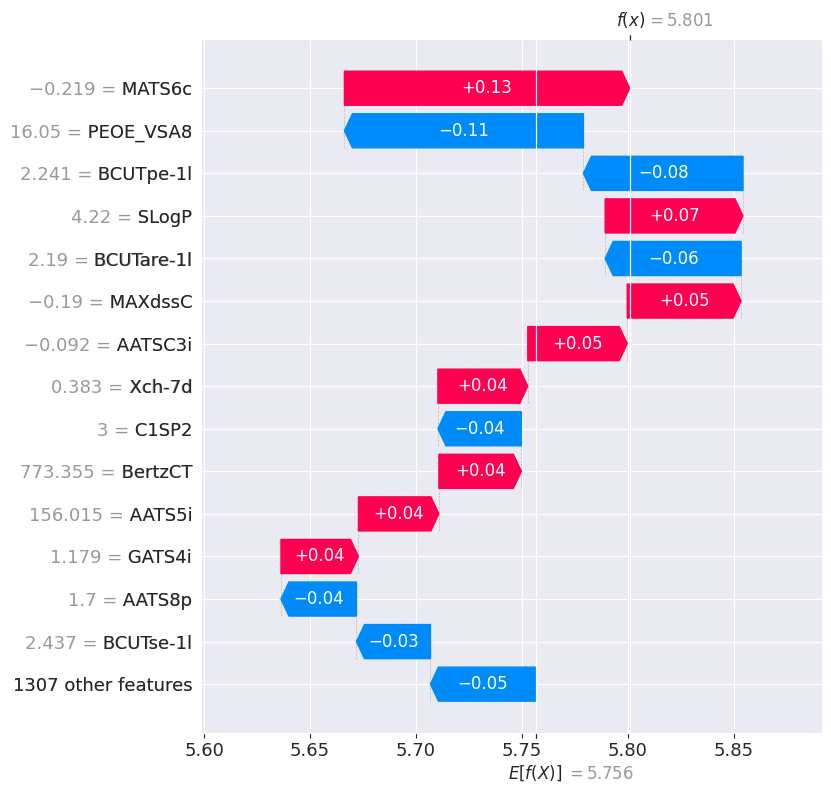 f(x) = 5.801
−0.219 = MATS6c
+0.13
16.05 = PEOE_VSA8
−0.11
2.241 = BCUTpe-1l
−0.08
4.22 = SLogP
+0.07
2.19 = BCUTare-1l
−0.06
−0.19 = MAXdssC
+0.05
−0.092 = AATSC3i
+0.05
0.383 = Xch-7d
+0.04
3 = C1SP2
−0.04
773.355 = BertzCT
+0.04
156.015 = AATS5i
+0.04
1.179 = GATS4i
+0.04
1.7 = AATS8p
−0.04
2.437 = BCUTse-1l
−0.03
1307 other features
−0.05
5.60 5.65 5.70 5.75 5.80 5.85
E[f(X)] = 5.756